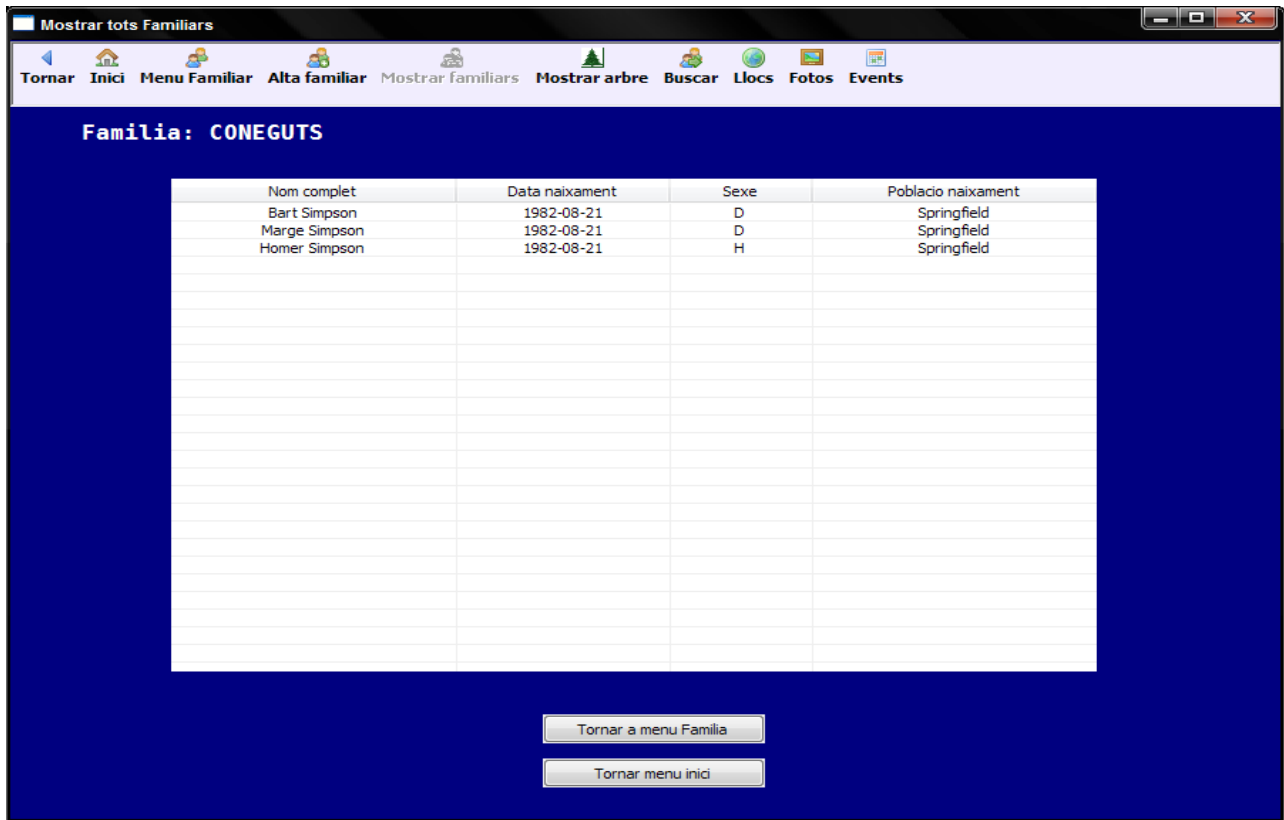 Mostrar tots Familiars
Tornar Inici Menu Familiar Alta familiar Mostrar familiars Mostrar arbre Buscar Llocs Fotos Events
Familia: CONEGUTS
Nom complet Data naixament Sexe Poblacio naixament
Bart Simpson 1982-08-21 D Springfield
Marge Simpson 1982-08-21 D Springfield
Homer Simpson 1982-08-21 H Springfield
Tornar a menu Familia
Tornar menu inici